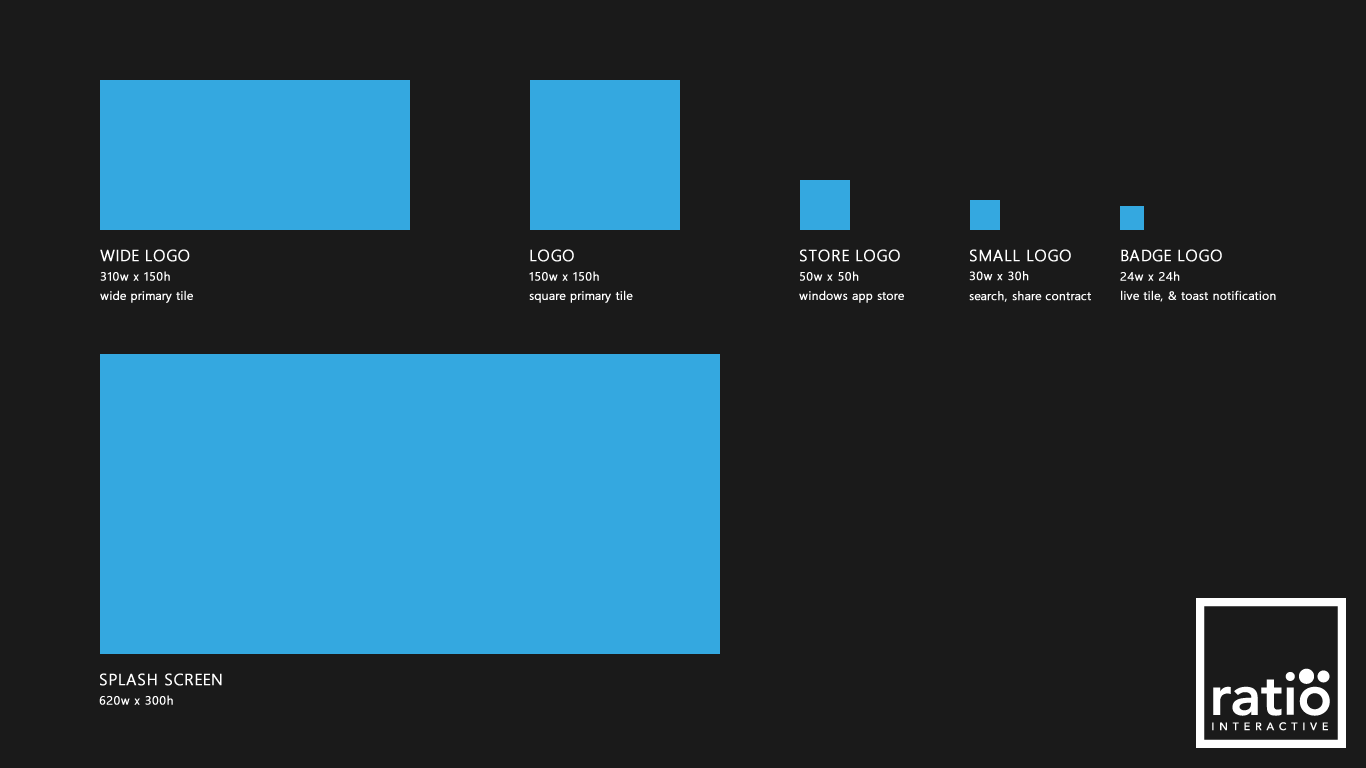 WIDE LOGO
310w x 150h
wide primary tile
LOGO
150w x 150h
square primary tile
STORE LOGO
50w x 50h
windows app store
SMALL LOGO
30w x 30h
search, share contract
BADGE LOGO
24w x 24h
live tile, & toast notification
SPLASH SCREEN
620w x 300h
ratio
INTERACTIVE